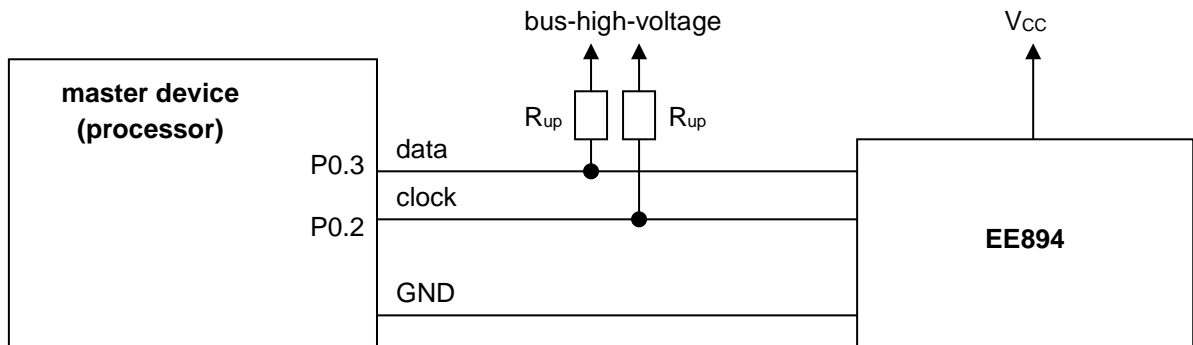 bus-high-voltage
VCC
master device
(processor)
Rup
Rup
data
P0.3
clock
P0.2
EE894
GND